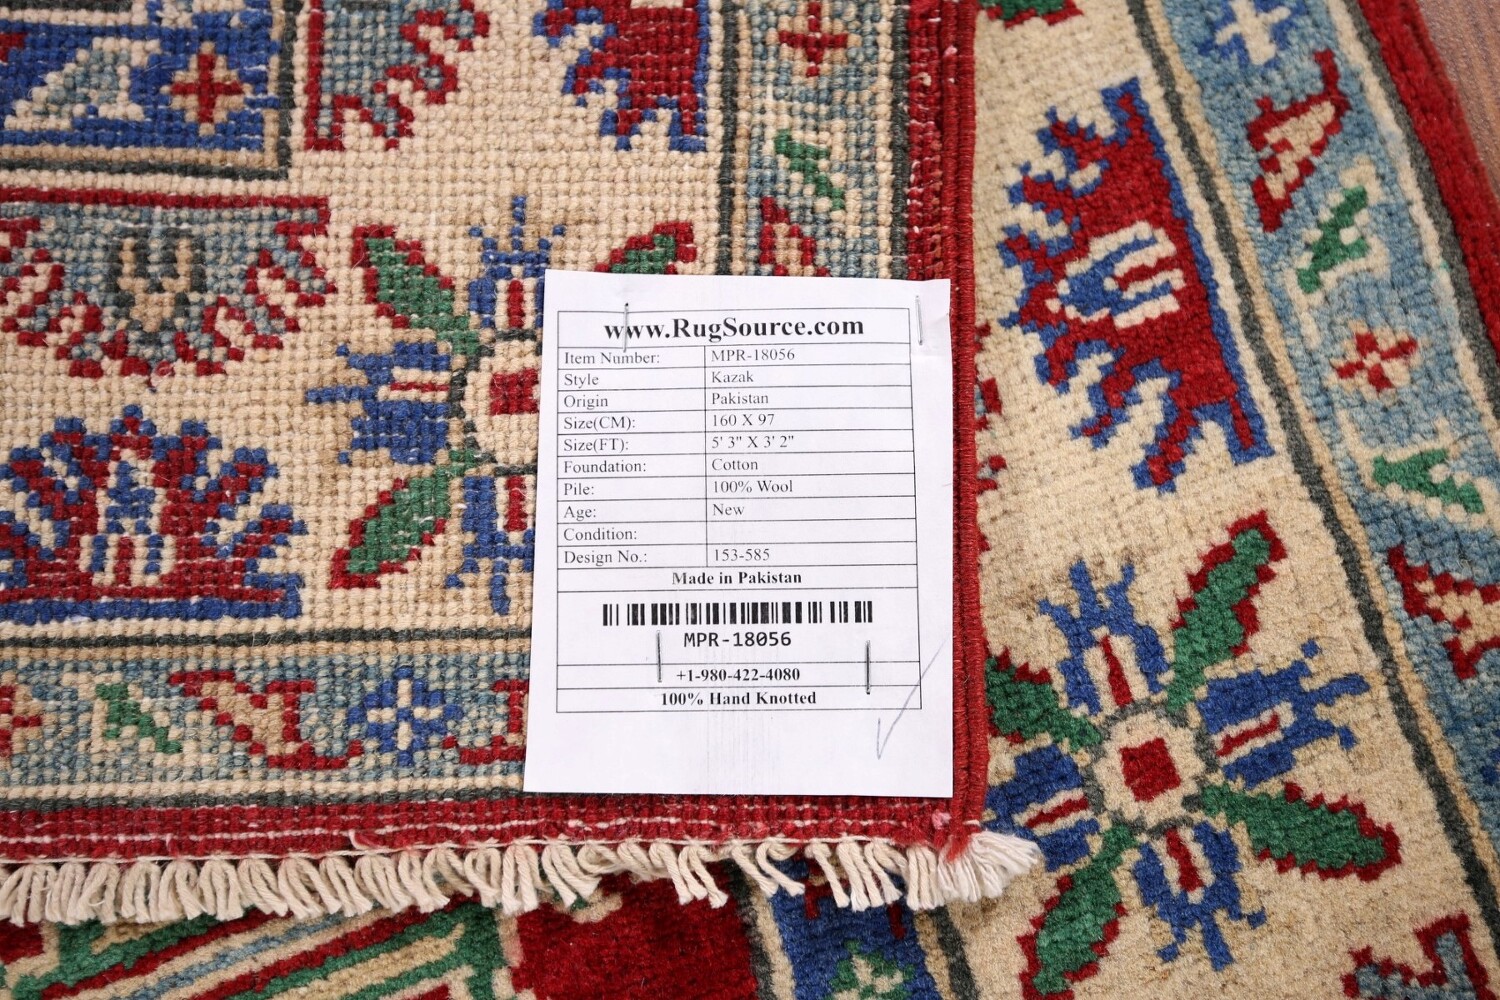 www.RugSource.com
Item Number: MPR-18056
Style Kazak
Origin Pakistan
Size(CM): 160 X 97
Size(FT): 5' 3" X 3' 2"
Foundation: Cotton
Pile: 100% Wool
Age: New
Condition:
Design No.: 153-585
Made in Pakistan
MPR-18056
+1-980-422-4080
100% Hand Knotted